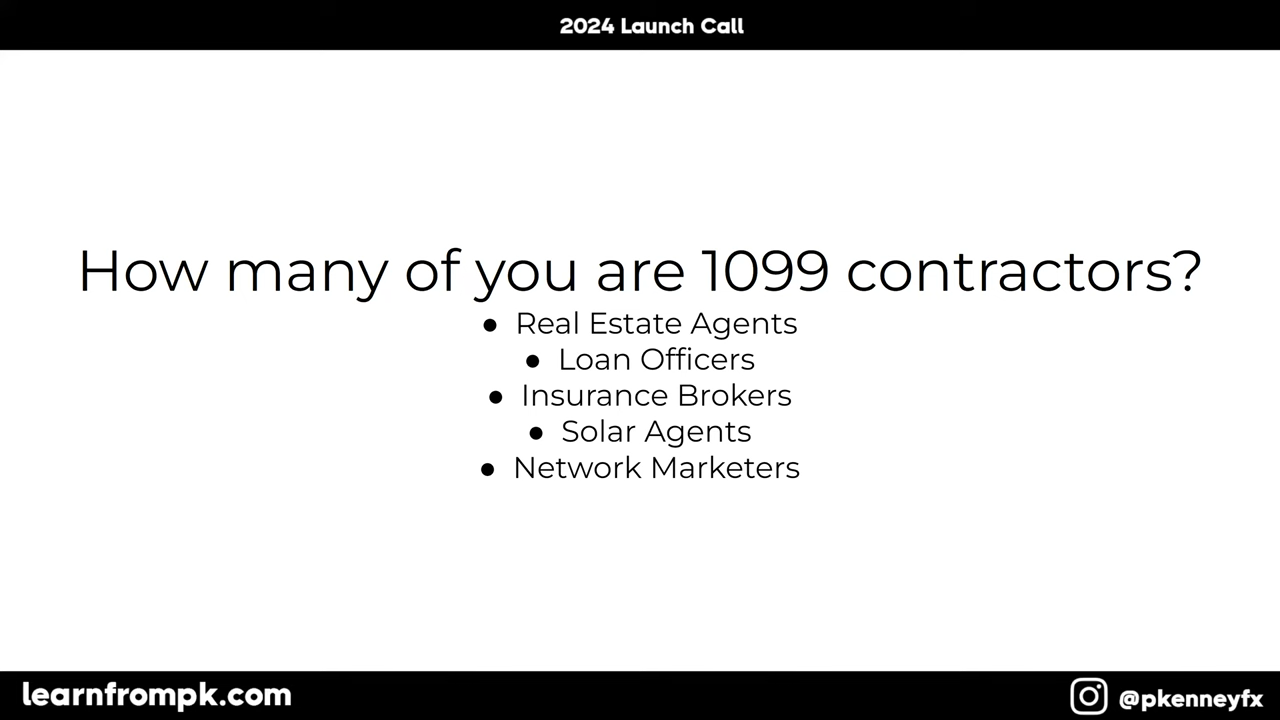 2024 Launch Call
How many of you are 1099 contractors?
● Real Estate Agents
● Loan Officers
● Insurance Brokers
● Solar Agents
● Network Marketers
learnfrompk.com
@pkenneyfx